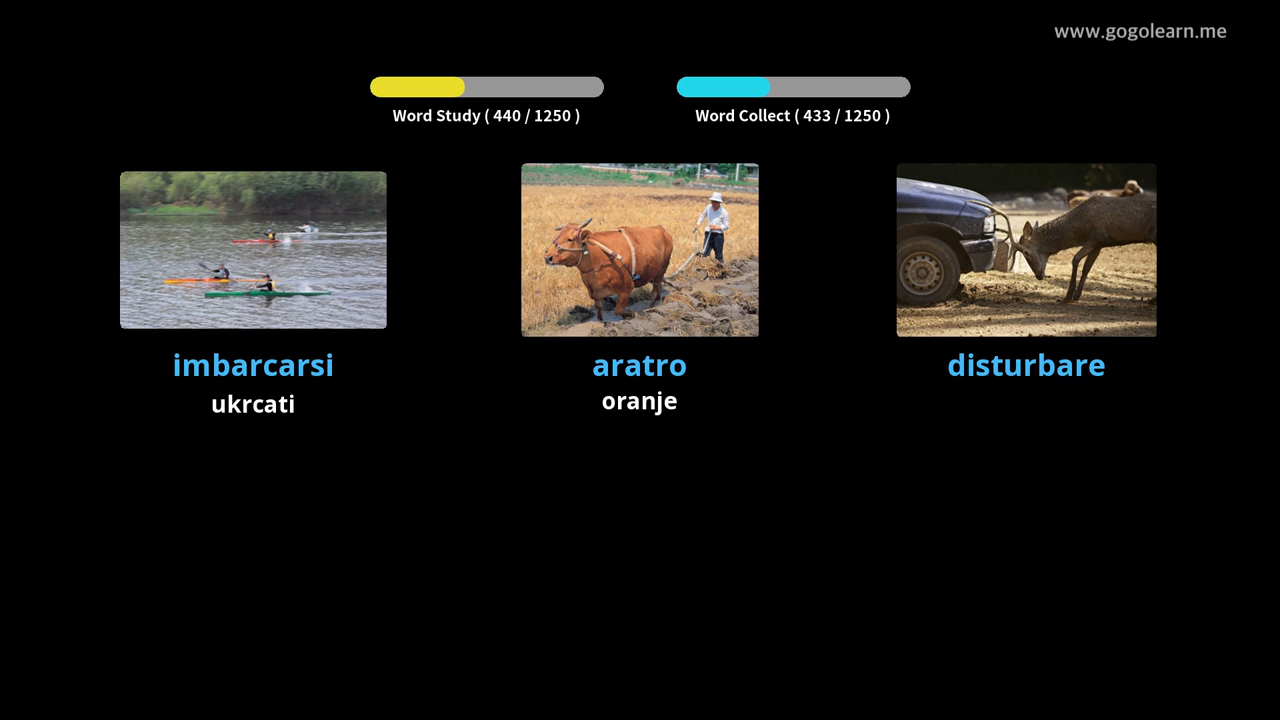 www.gogolearn.me
Word Study ( 440 / 1250 )
Word Collect ( 433 / 1250 )
imbarcarsi
ukrcati
aratro
oranje
disturbare